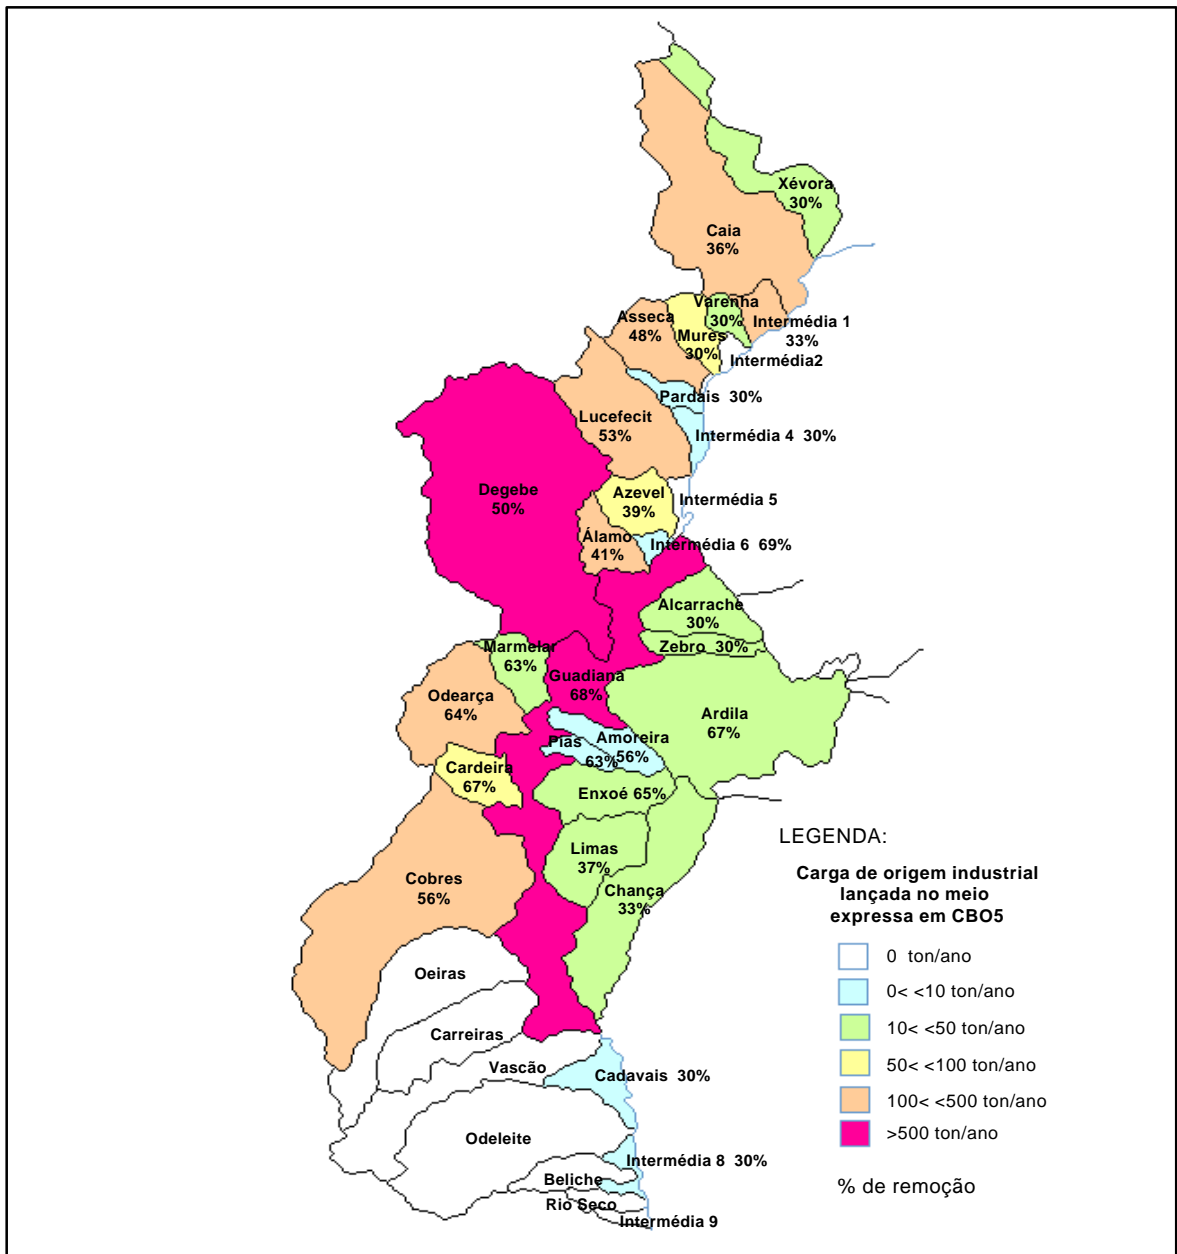 Xévora
30%
Caia
36%
Varenha
30%
Intermédia 1
33%
Asseca
48%
Mures
30%
Intermédia2
Pardais 30%
Lucefecit
53%
Intermédia 4 30%
Degebe
50%
Azevel
39%
Intermédia 5
Álamo
41%
Intermédia 6 69%
Alcarrache
30%
Zebro 30%
Marmelar
63%
Guadiana
68%
Odearça
64%
Ardila
67%
Amoreira
56%
Pias
63%
Cardeira
67%
Enxoé 65%
Limas
37%
Chança
33%
Cobres
56%
Oeiras
Carreiras
Vascão
Cadavais 30%
Odeleite
Intermédia 8 30%
Beliche
Rio Seco
Intermédia 9
LEGENDA:
Carga de origem industrial
lançada no meio
expressa em CBO5
0 ton/ano
0< <10 ton/ano
10< <50 ton/ano
50< <100 ton/ano
100< <500 ton/ano
>500 ton/ano
% de remoção